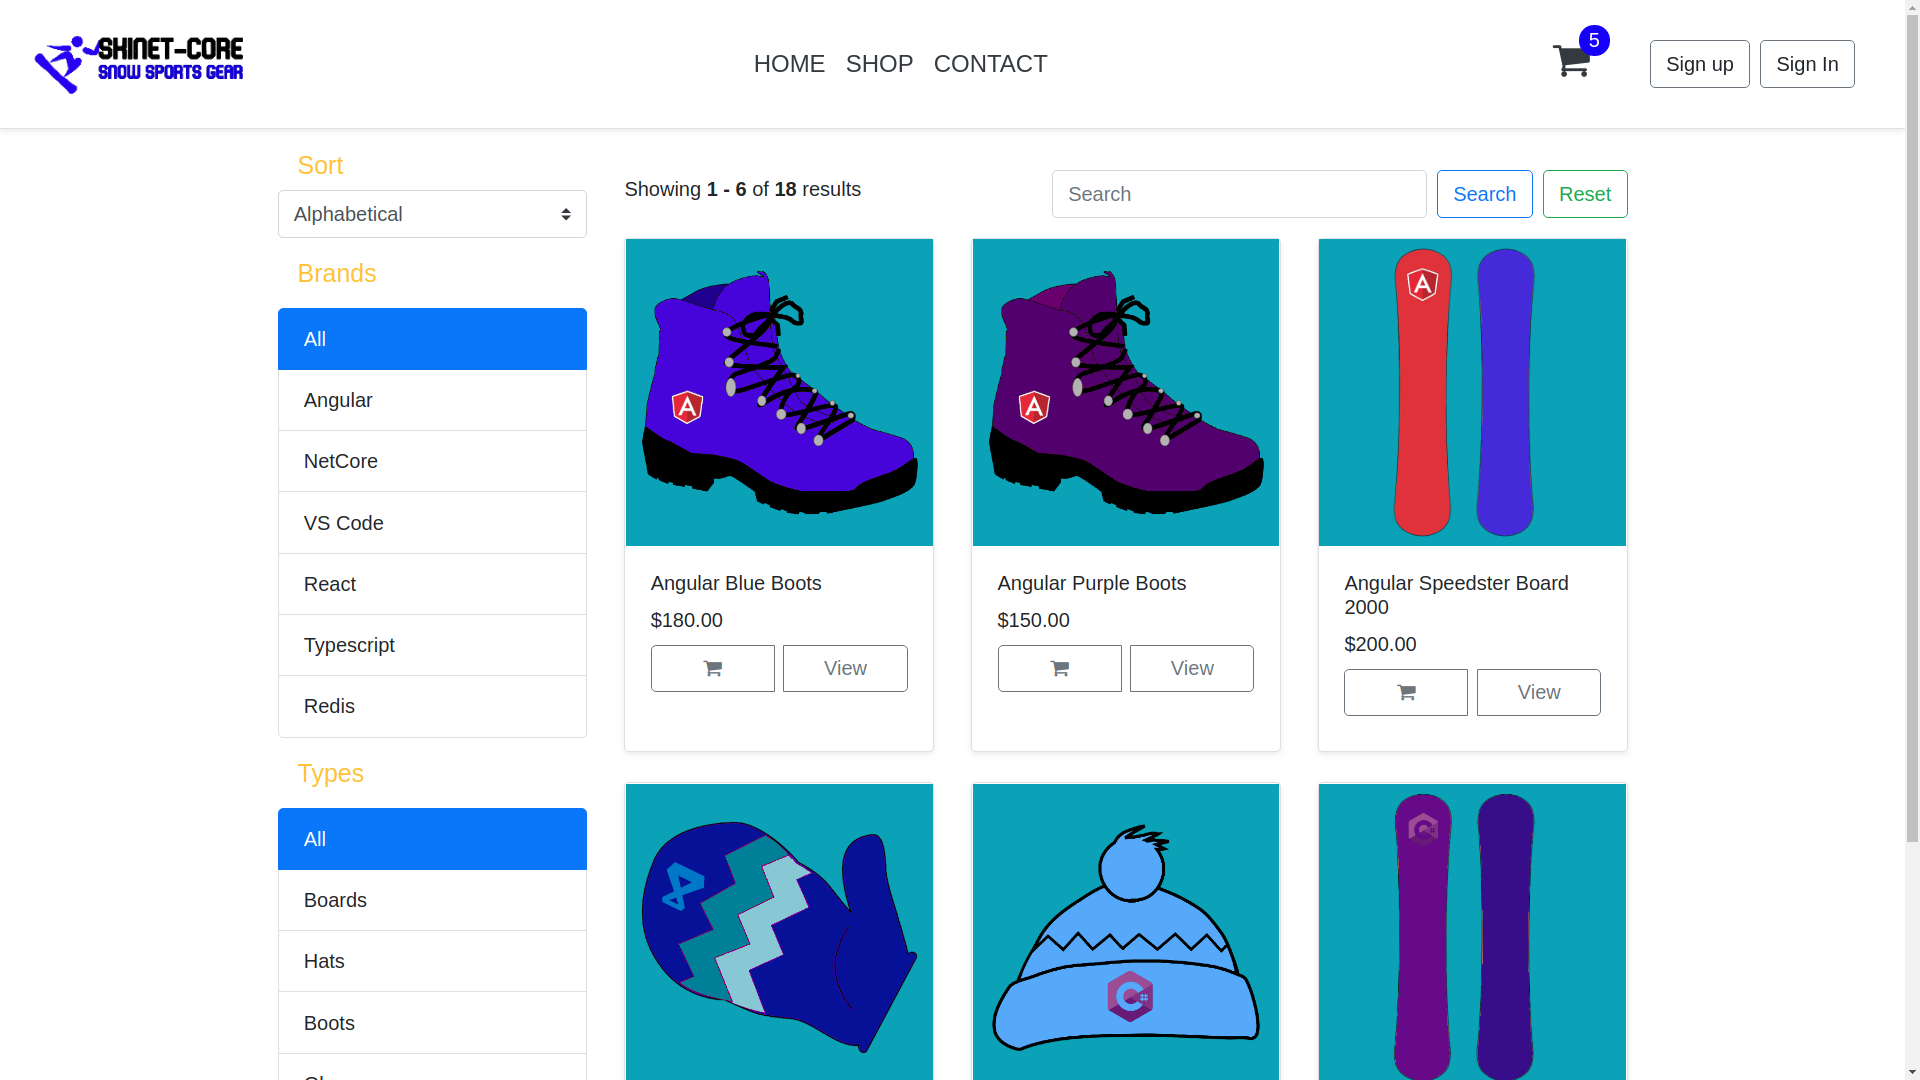 SKINET-CORE
SNOW SPORTS GEAR
HOME SHOP CONTACT
5
Sign up
Sign In
Sort
Alphabetical
Brands
All
Angular
NetCore
VS Code
React
Typescript
Redis
Types
All
Boards
Hats
Boots
Showing 1 - 6 of 18 results
Search
Search
Reset
A
A
A
Angular Blue Boots
$180.00
View
Angular Purple Boots
$150.00
View
Angular Speedster Board
2000
$200.00
View
C#
C#